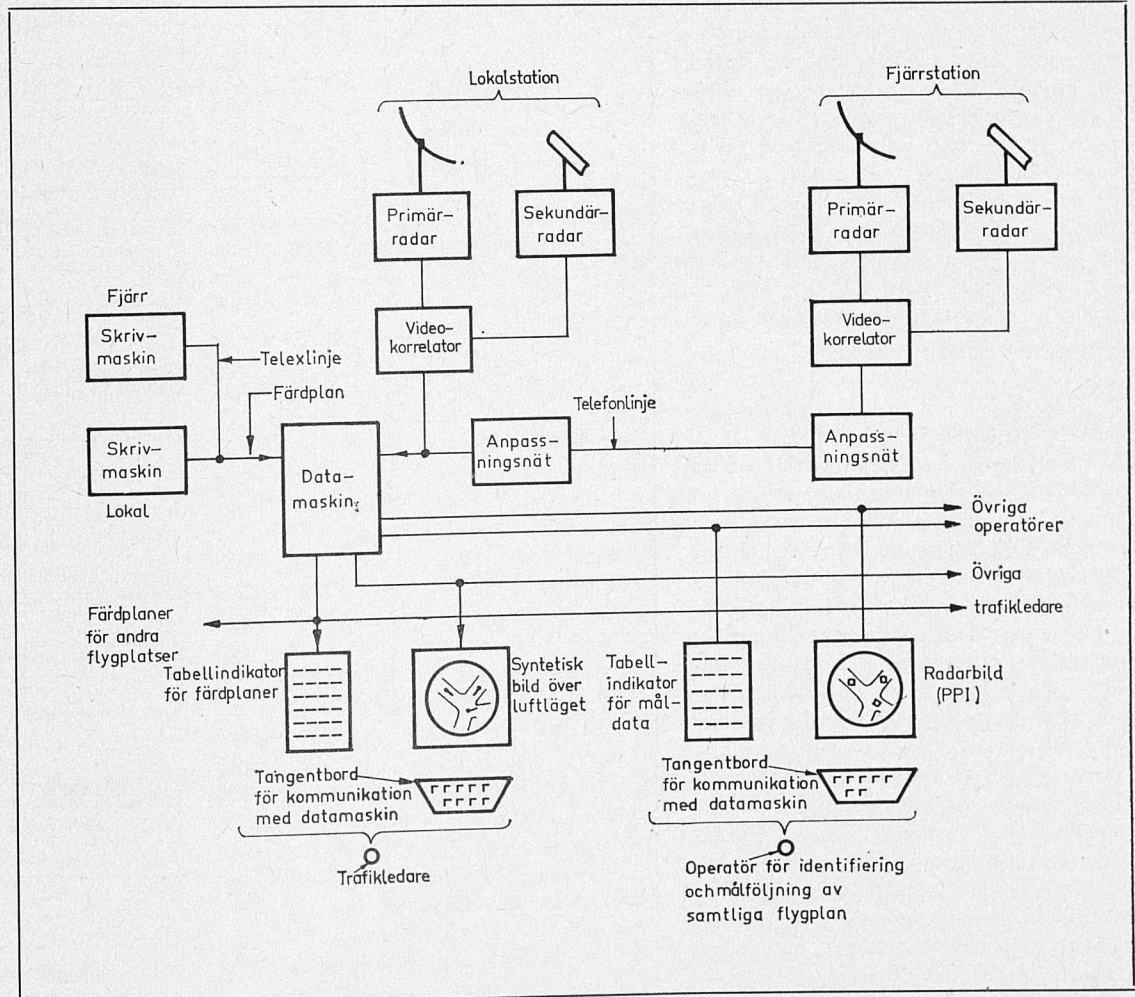 Lokalstation
Fjärrstation
Primär-
radar
Sekundär-
radar
Primär-
radar
Sekundär-
radar
Fjärr
Skriv-
maskin
Telexlinje
Färdplan
Video-
korrelator
Video-
korrelator
Skriv-
maskin
Lokal
Data-
maskin
Anpass-
ningsnät
Telefonlinje
Anpass-
ningsnät
Övriga
operatörer
Övriga
trafikledare
Färdplaner
för andra
flygplatser
Tabellindikator
för färdplaner
Syntetisk
bild över
luftläget
Tabell-
indikator
för mål-
data
Radarbild
(PPI)
Tangentbord
för kommunikation
med datamaskin
Tangentbord
för kommunikation
med datamaskin
Trafikledare
Operatör för identifiering
och målföljning av
samtliga flygplan